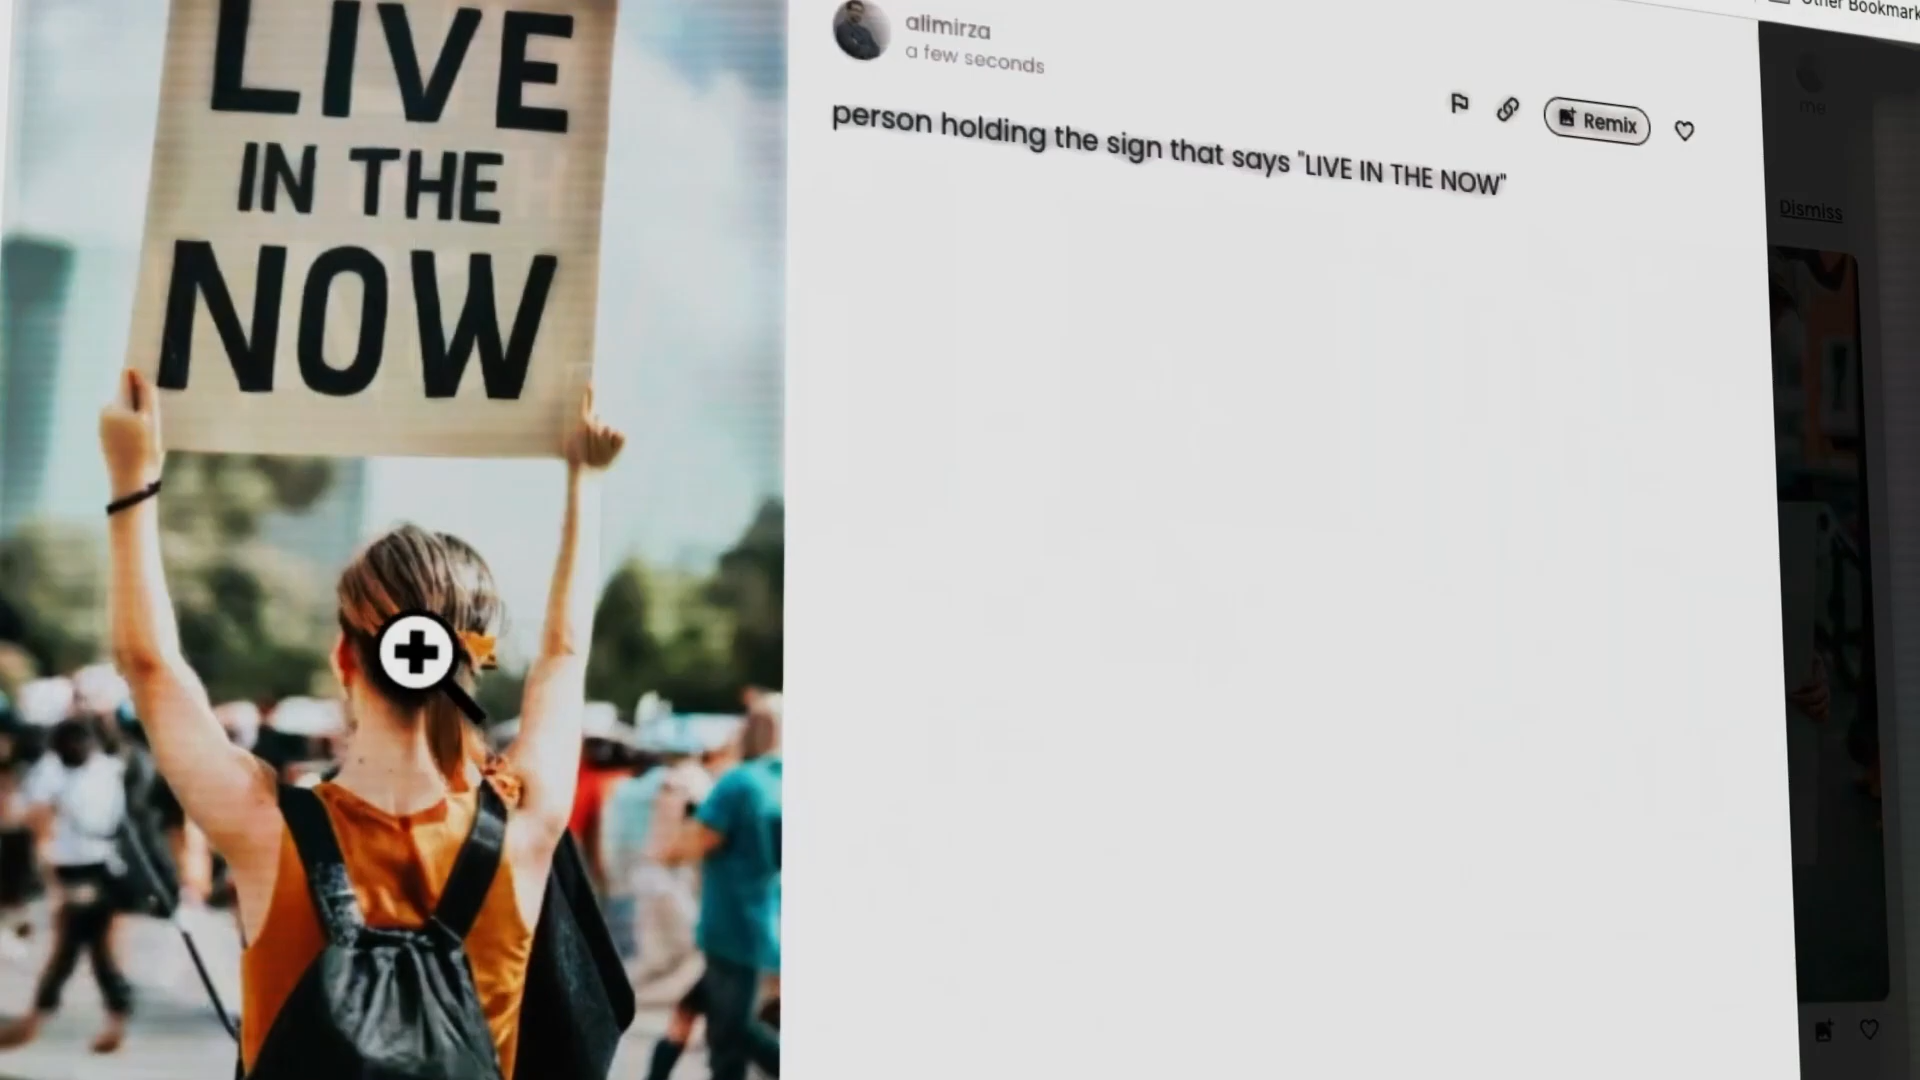 LIVE
IN THE
NOW
Other Bookmark
alimirza
a few seconds
Remix
person holding the sign that says "LIVE IN THE NOW"
me
Dismiss